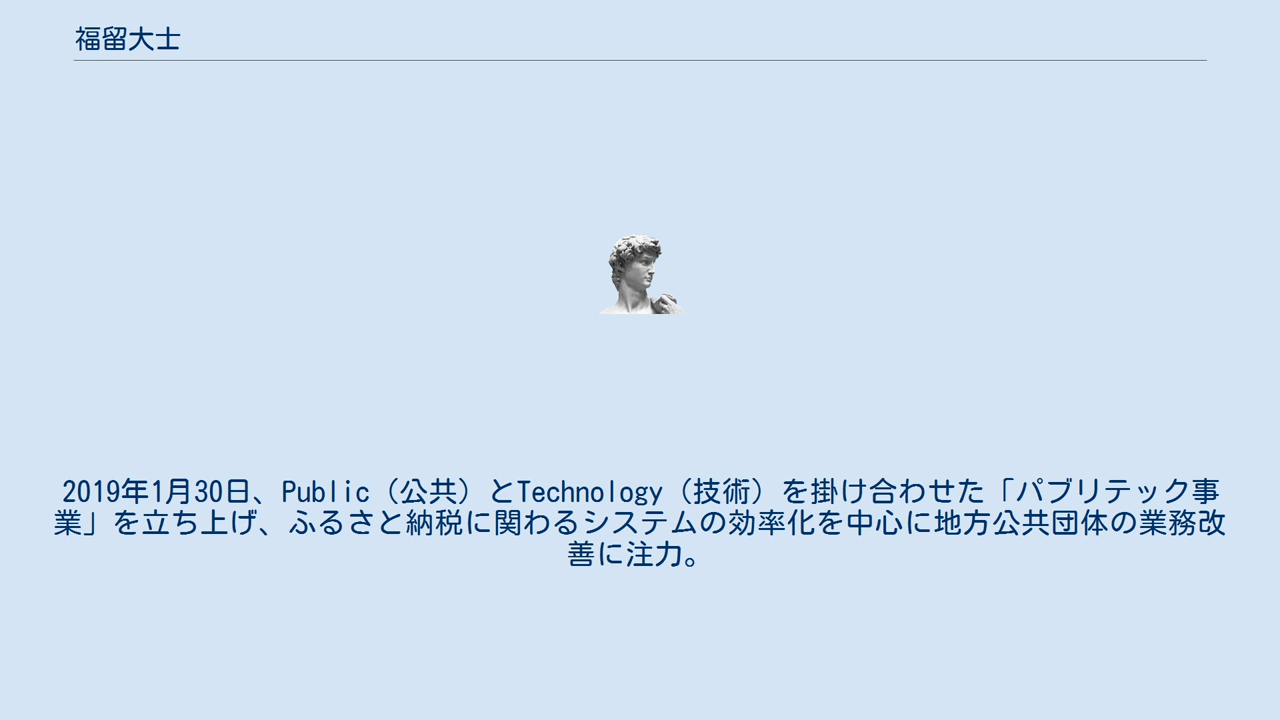 福留大士
2019年1月30日、Public（公共）とTechnology（技術）を掛け合わせた「パブリテック事
業」を立ち上げ、ふるさと納税に関わるシステムの効率化を中心に地方公共団体の業務改
善に注力。